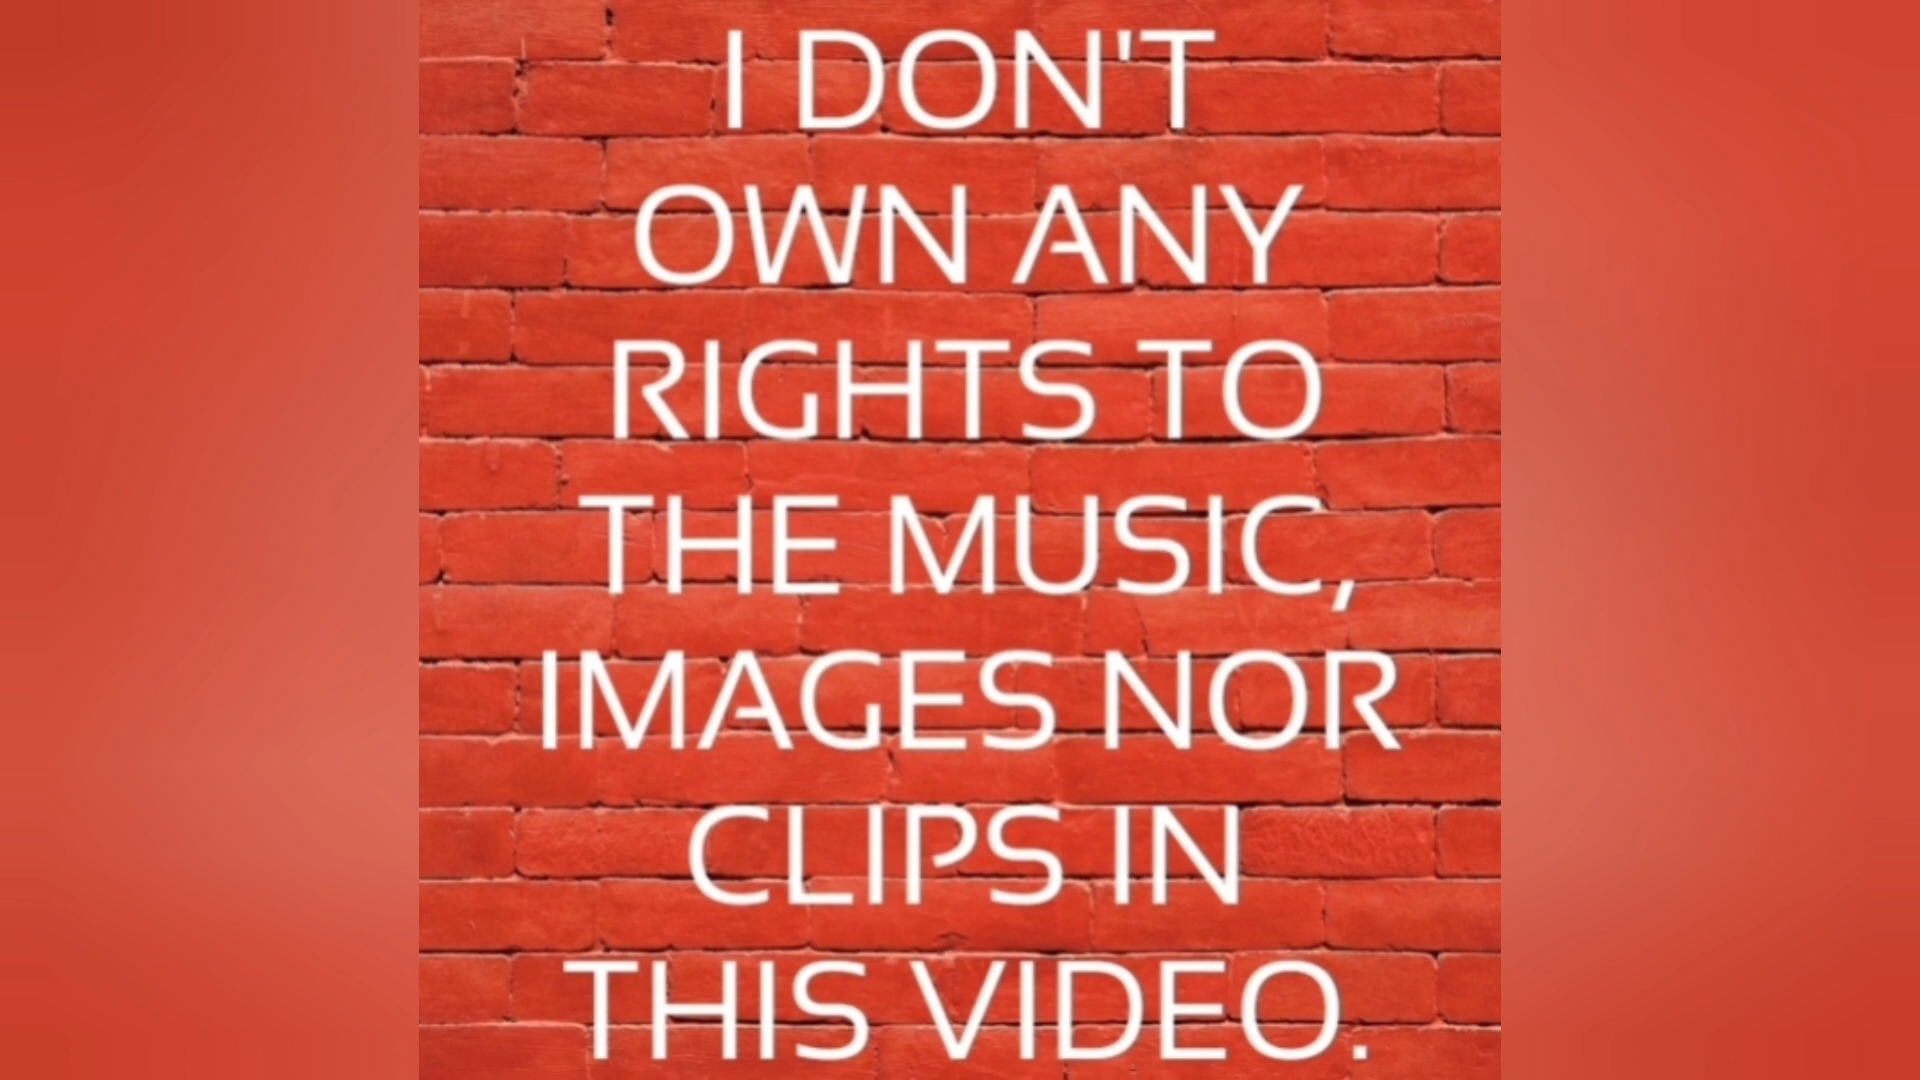 I DON'T
OWN ANY
RIGHTS TO
THE MUSIC,
IMAGES NOR
CLIPS IN
THIS VIDEO.